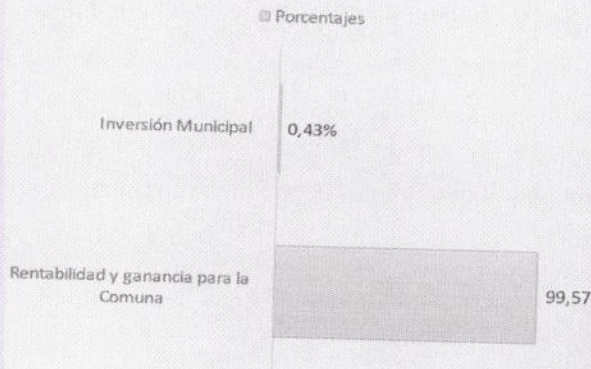 Porcentajes
Inversión Municipal
0,43%
Rentabilidad y ganancia para la
Comuna
99,57